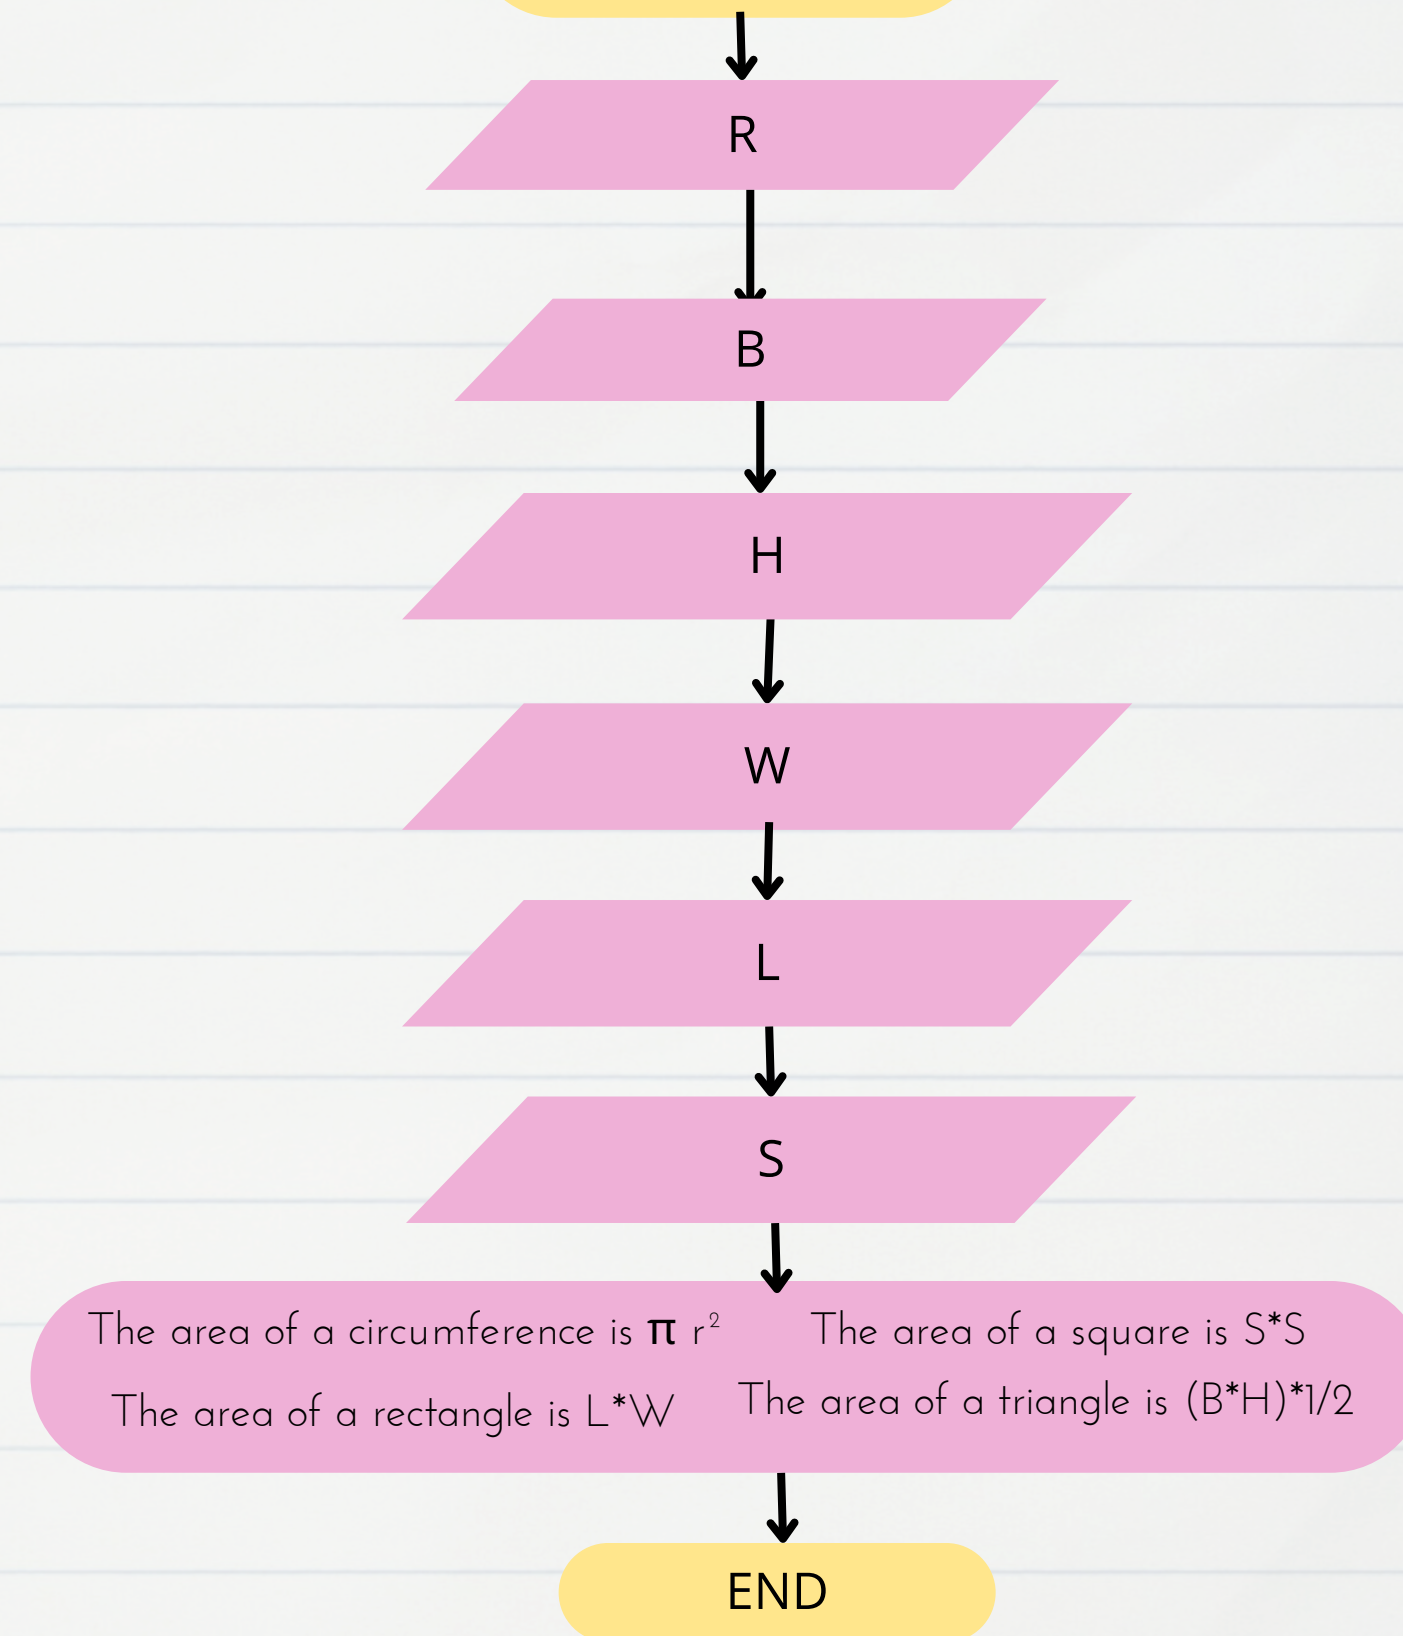 R
B
H
W
L
S
The area of a circumference is π r²
The area of a square is S*S
The area of a rectangle is L*W
The area of a triangle is (B*H)*1/2
END